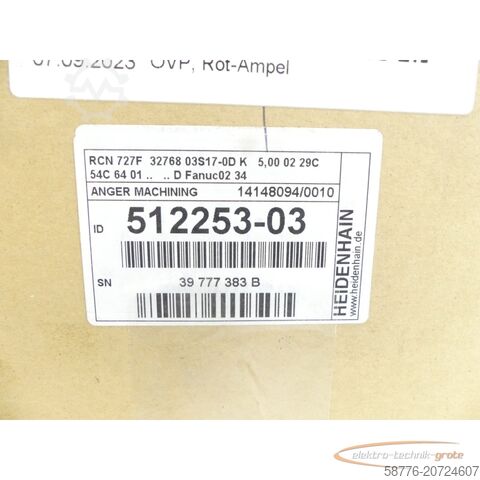 07.09.2023 OVP, Rot-Ampel
RCN 727F 32768 03S17-0D K 5,00 02 29C
54C 64 01 .. .. D Fanuc02 34
ANGER MACHINING 14148094/0010
ID 512253-03
SN 39 777 383 B
HEIDENHAIN
www.heidenhain.de
elektro-technik-grote
58776-20724607